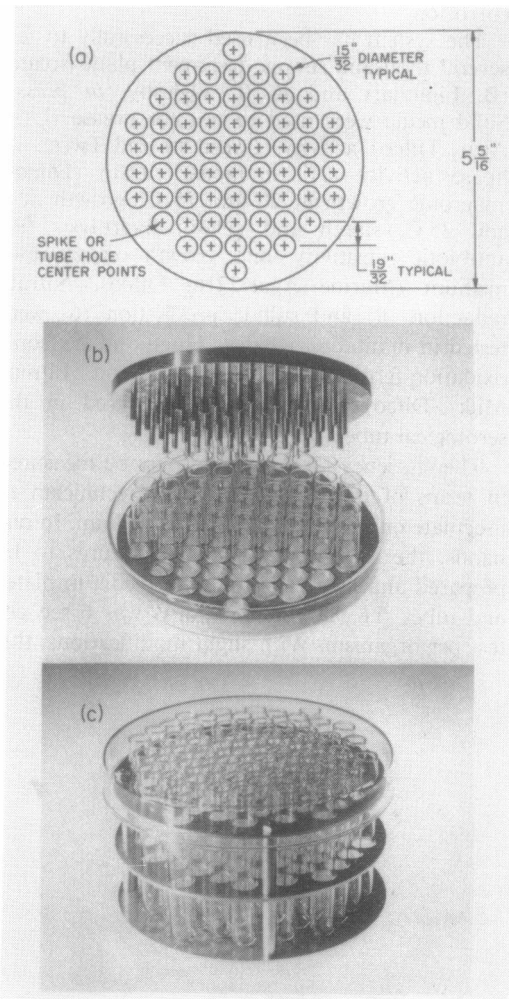 (a)
15/32" DIAMETER
TYPICAL
5 5/16"
SPIKE OR
TUBE HOLE
CENTER POINTS
19/32" TYPICAL
(b)
(c)